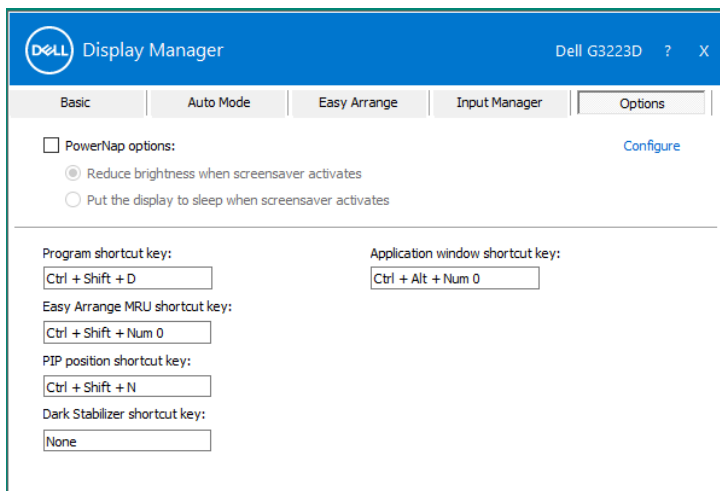 DELL Display Manager Dell G3223D ? X
Basic Auto Mode Easy Arrange Input Manager Options
PowerNap options: Configure
Reduce brightness when screensaver activates
Put the display to sleep when screensaver activates
Program shortcut key: Application window shortcut key:
Ctrl + Shift + D Ctrl + Alt + Num 0
Easy Arrange MRU shortcut key:
Ctrl + Shift + Num 0
PIP position shortcut key:
Ctrl + Shift + N
Dark Stabilizer shortcut key:
None